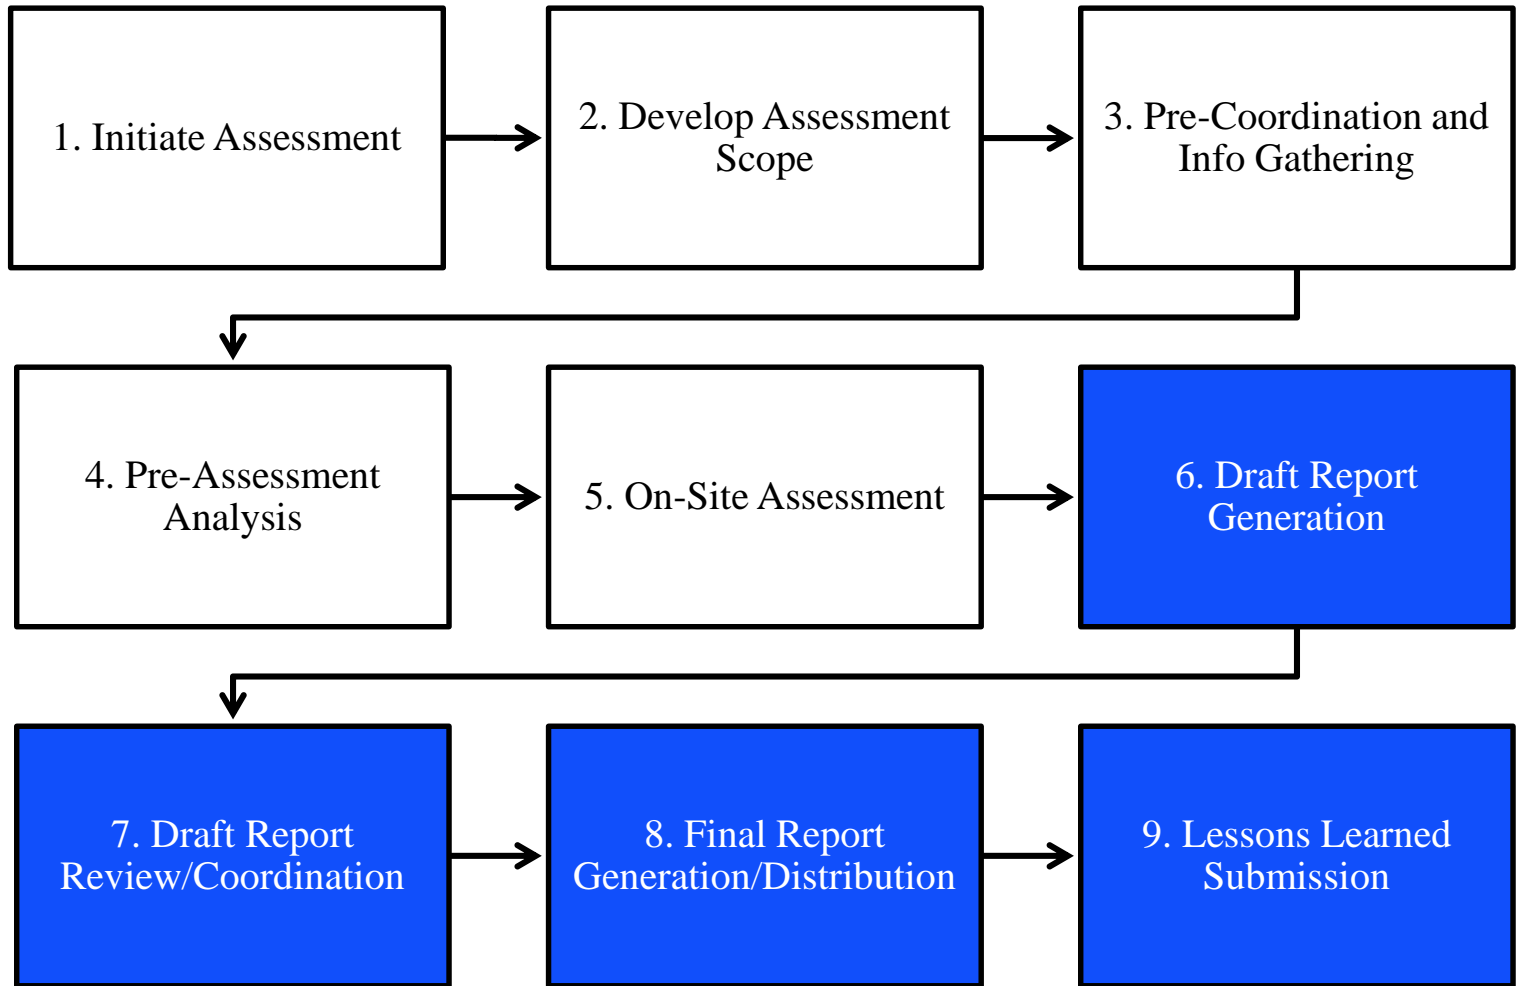 1. Initiate Assessment
2. Develop Assessment
Scope
3. Pre-Coordination and
Info Gathering
4. Pre-Assessment
Analysis
5. On-Site Assessment
6. Draft Report
Generation
7. Draft Report
Review/Coordination
8. Final Report
Generation/Distribution
9. Lessons Learned
Submission